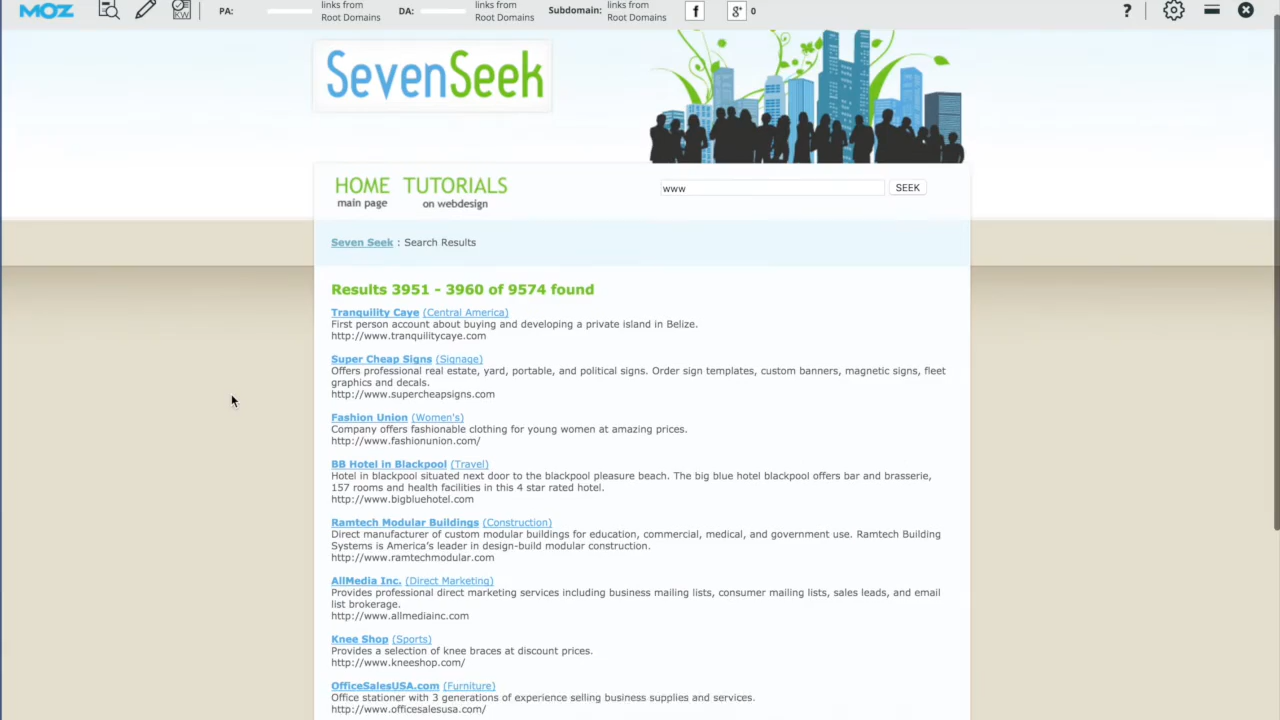 MOZ
PA:
links from
Root Domains
DA:
links from
Root Domains
Subdomain:
links from
Root Domains
f
g+ 0
?
SevenSeek
HOME
main page
TUTORIALS
on webdesign
www
SEEK
Seven Seek : Search Results
Results 3951 - 3960 of 9574 found
Tranquility Caye (Central America)
First person account about buying and developing a private island in Belize.
http://www.tranquilitycaye.com
Super Cheap Signs (Signage)
Offers professional real estate, yard, portable, and political signs. Order sign templates, custom banners, magnetic signs, fleet
graphics and decals.
http://www.supercheapsigns.com
Fashion Union (Women's)
Company offers fashionable clothing for young women at amazing prices.
http://www.fashionunion.com/
BB Hotel in Blackpool (Travel)
Hotel in blackpool situated next door to the blackpool pleasure beach. The big blue hotel blackpool offers bar and brasserie,
157 rooms and health facilities in this 4 star rated hotel.
http://www.bigbluehotel.com
Ramtech Modular Buildings (Construction)
Direct manufacturer of custom modular buildings for education, commercial, medical, and government use. Ramtech Building
Systems is America's leader in design-build modular construction.
http://www.ramtechmodular.com
AllMedia Inc. (Direct Marketing)
Provides professional direct marketing services including business mailing lists, consumer mailing lists, sales leads, and email
list brokerage.
http://www.allmediainc.com
Knee Shop (Sports)
Provides a selection of knee braces at discount prices.
http://www.kneeshop.com/
OfficeSalesUSA.com (Furniture)
Office stationer with 3 generations of experience selling business supplies and services.
http://www.officesalesusa.com/